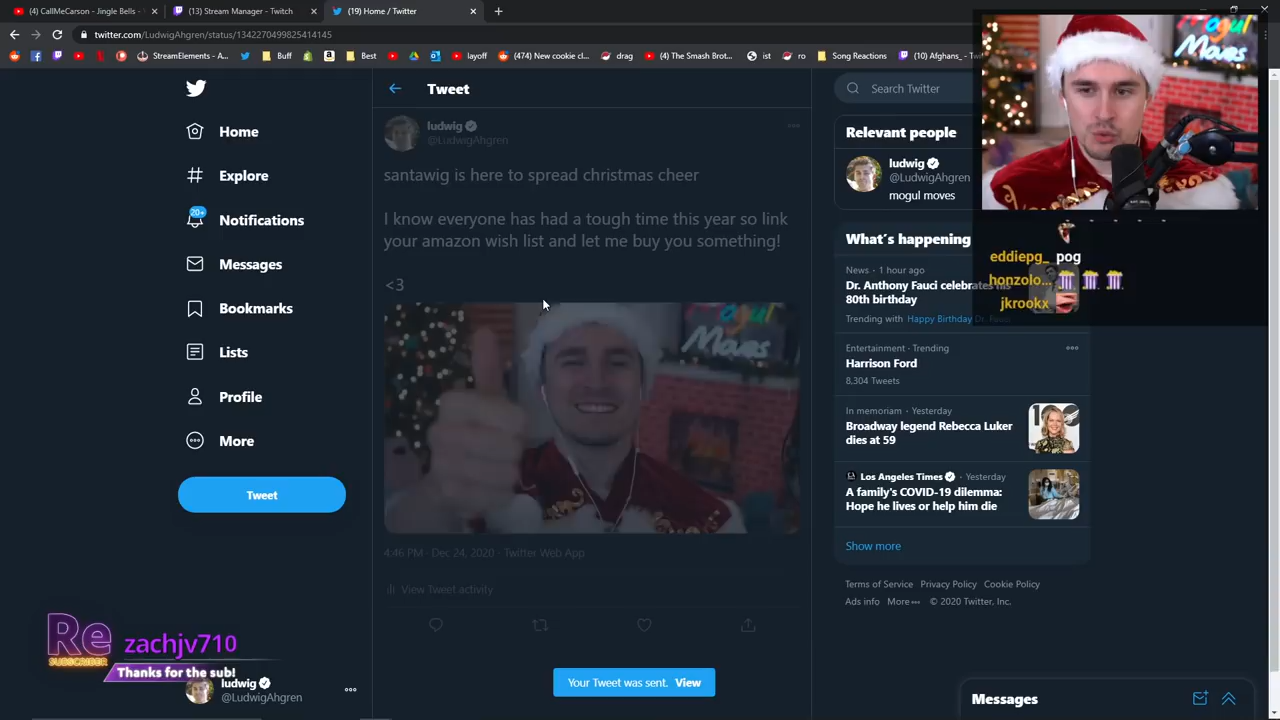 (4) CallMeCarson - Jingle Bells -
(13) Stream Manager - Twitch
(19) Home / Twitter
twitter.com/LudwigAhgren/status/1342270499825414145
StreamElements - A...
Buff
Best
layoff
(474) New cookie cl...
drag
(4) The Smash Brot...
ist
ro
Song Reactions
(10) Afghans_ - Twi
Home
Explore
20+
Notifications
Messages
Bookmarks
Lists
Profile
More
Tweet
Re
SUBSCRIBER
zachjv710
Thanks for the sub!
ludwig
@LudwigAhgren
Tweet
ludwig
@LudwigAhgren
santawig is here to spread christmas cheer
I know everyone has had a tough time this year so link
your amazon wish list and let me buy you something!
<3
Mogul
Moves
4:46 PM · Dec 24, 2020 · Twitter Web App
View Tweet activity
Your Tweet was sent. View
Search Twitter
Relevant people
ludwig
@LudwigAhgren
mogul moves
What's happening
News · 1 hour ago
Dr. Anthony Fauci celebrates his
80th birthday
Trending with Happy Birthday Dr. Fauci
Entertainment · Trending
Harrison Ford
8,304 Tweets
In memoriam · Yesterday
Broadway legend Rebecca Luker
dies at 59
Los Angeles Times · Yesterday
A family's COVID-19 dilemma:
Hope he lives or help him die
Show more
Terms of Service Privacy Policy Cookie Policy
Ads info More ··· © 2020 Twitter, Inc.
Mogul
Moves
eddiepg_ pog
honzolo...
jkrookx
Messages